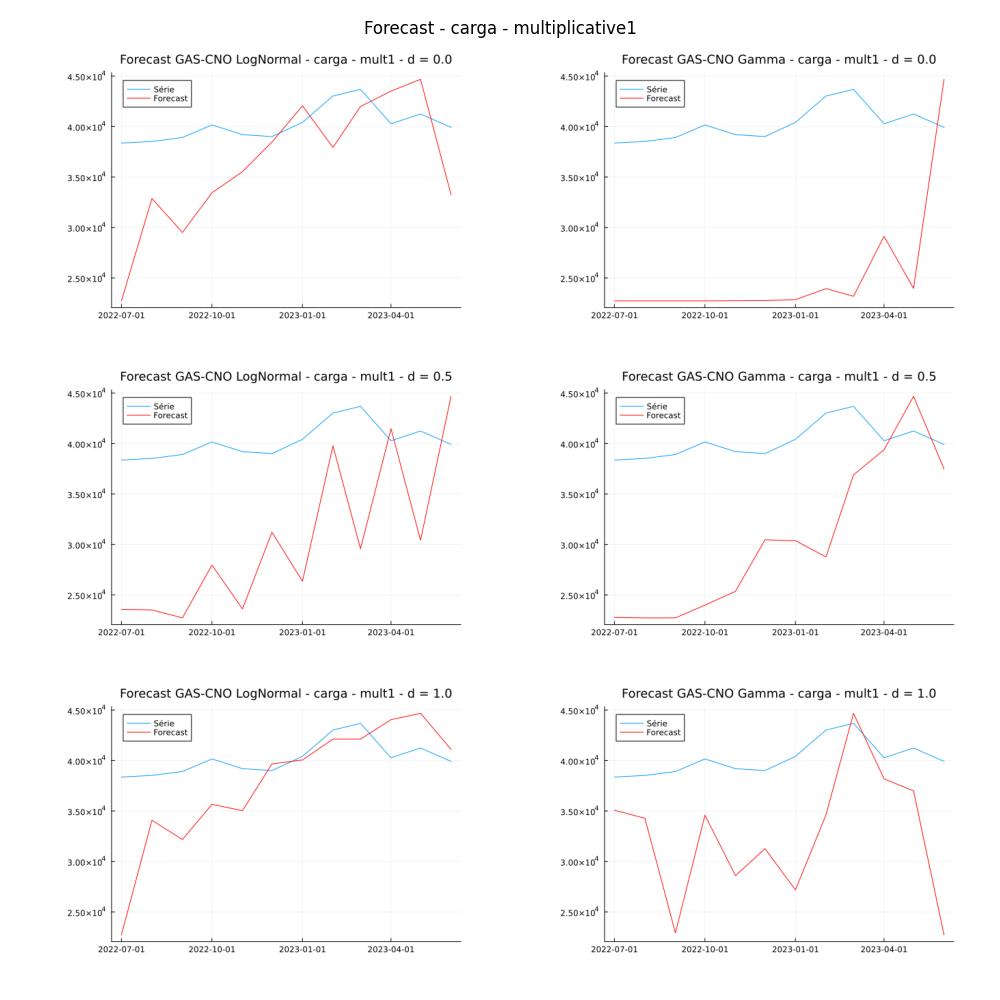 Forecast - carga - multiplicative1
Forecast GAS-CNO LogNormal - carga - mult1 - d = 0.0
4.50×10⁴
4.00×10⁴
3.50×10⁴
3.00×10⁴
2.50×10⁴
Série
Forecast
2022-07-01 2022-10-01 2023-01-01 2023-04-01
Forecast GAS-CNO Gamma - carga - mult1 - d = 0.0
4.50×10⁴
4.00×10⁴
3.50×10⁴
3.00×10⁴
2.50×10⁴
Série
Forecast
2022-07-01 2022-10-01 2023-01-01 2023-04-01
Forecast GAS-CNO LogNormal - carga - mult1 - d = 0.5
4.50×10⁴
4.00×10⁴
3.50×10⁴
3.00×10⁴
2.50×10⁴
Série
Forecast
2022-07-01 2022-10-01 2023-01-01 2023-04-01
Forecast GAS-CNO Gamma - carga - mult1 - d = 0.5
4.50×10⁴
4.00×10⁴
3.50×10⁴
3.00×10⁴
2.50×10⁴
Série
Forecast
2022-07-01 2022-10-01 2023-01-01 2023-04-01
Forecast GAS-CNO LogNormal - carga - mult1 - d = 1.0
4.50×10⁴
4.00×10⁴
3.50×10⁴
3.00×10⁴
2.50×10⁴
Série
Forecast
2022-07-01 2022-10-01 2023-01-01 2023-04-01
Forecast GAS-CNO Gamma - carga - mult1 - d = 1.0
4.50×10⁴
4.00×10⁴
3.50×10⁴
3.00×10⁴
2.50×10⁴
Série
Forecast
2022-07-01 2022-10-01 2023-01-01 2023-04-01